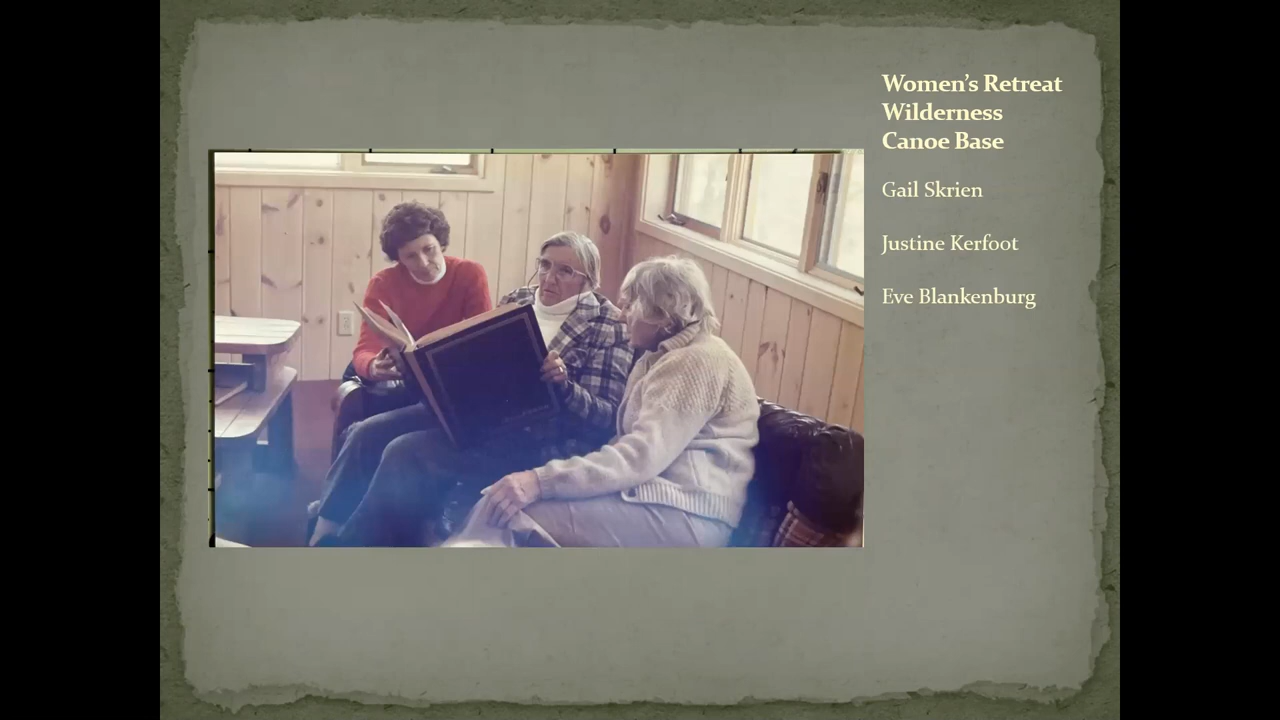 Women’s Retreat
Wilderness
Canoe Base
Gail Skrien
Justine Kerfoot
Eve Blankenburg